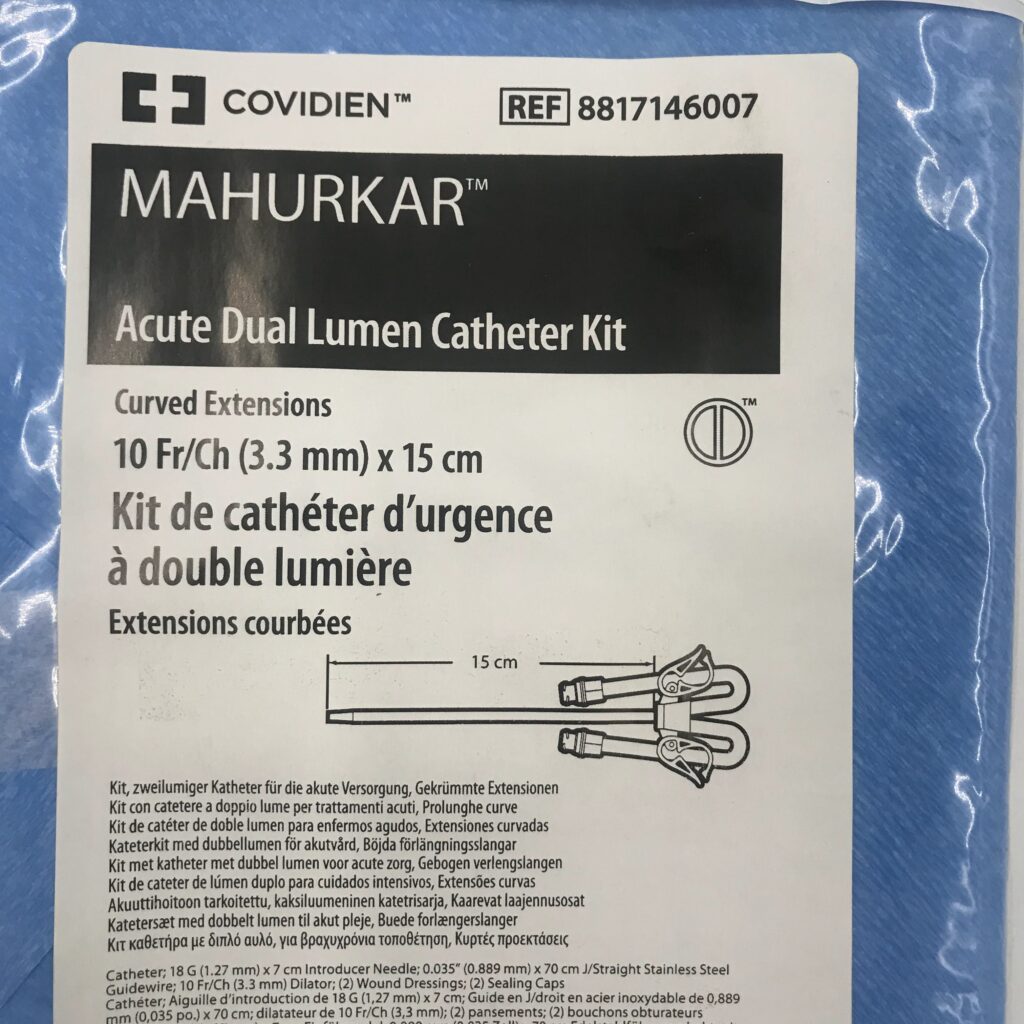 COVIDIEN™
REF 8817146007
MAHURKAR™
Acute Dual Lumen Catheter Kit
Curved Extensions
™
10 Fr/Ch (3.3 mm) x 15 cm
Kit de cathéter d'urgence
à double lumière
Extensions courbées
15 cm
Kit, zweilumiger Katheter für die akute Versorgung, Gekrümmte Extensionen
Kit con catetere a doppio lume per trattamenti acuti, Prolunghe curve
Kit de catéter de doble lumen para enfermos agudos, Extensiones curvadas
Kateterkit med dubbellumen för akutvård, Böjda förlängningsslangar
Kit met katheter met dubbel lumen voor acute zorg, Gebogen verlengslangen
Kit de cateter de lúmen duplo para cuidados intensivos, Extensões curvas
Akuuttihoitoon tarkoitettu, kaksiluumeninen katetrisarja, Kaarevat laajennusosat
Katetersæt med dobbelt lumen til akut pleje, Buede forlængerslanger
Κιτ καθετήρα με διπλό αυλό, για βραχυχρόνια τοποθέτηση, Κυρτές προεκτάσεις
Catheter; 18 G (1.27 mm) x 7 cm Introducer Needle; 0.035" (0.889 mm) x 70 cm J/Straight Stainless Steel
Guidewire; 10 Fr/Ch (3.3 mm) Dilator; (2) Wound Dressings; (2) Sealing Caps
Cathéter; Aiguille d'introduction de 18 G (1,27 mm) x 7 cm; Guide en J/droit en acier inoxydable de 0,889
mm (0,035 po.) x 70 cm; dilatateur de 10 Fr/Ch (3,3 mm); (2) pansements; (2) bouchons obturateurs